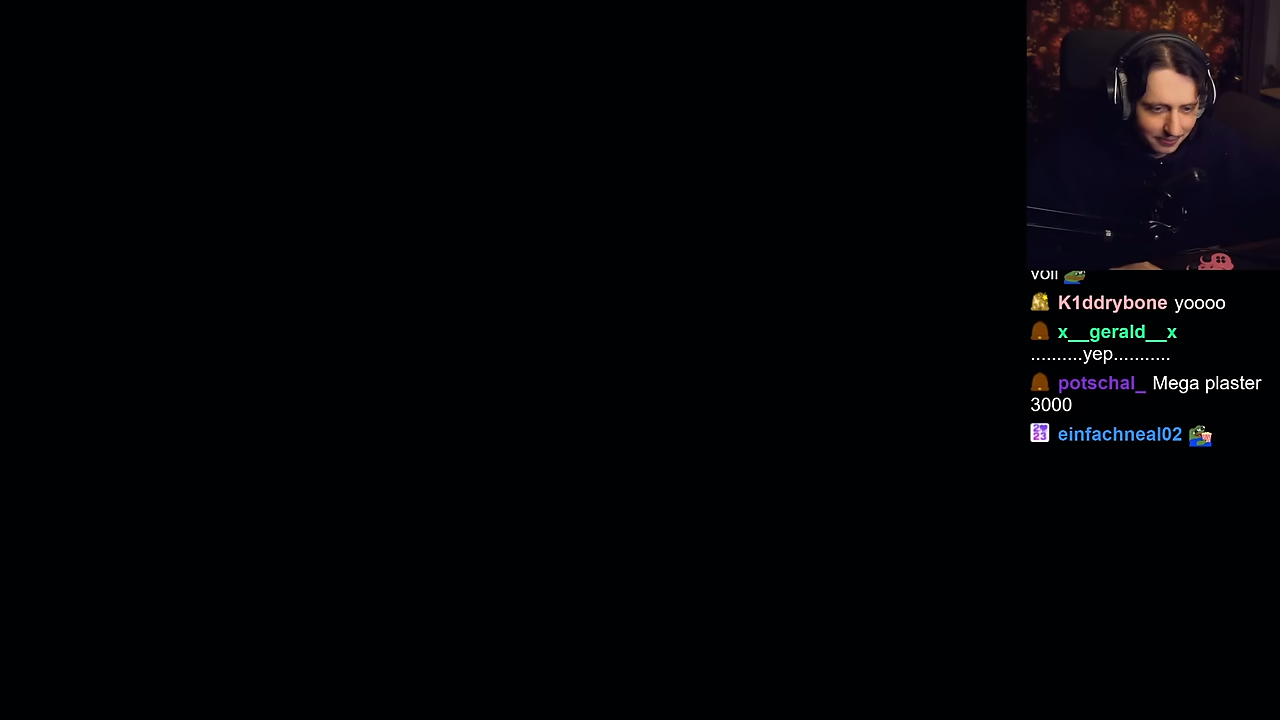 voll
K1ddrybone yoooo
x__gerald__x
..........yep...........
potschal_ Mega plaster
3000
einfachneal02